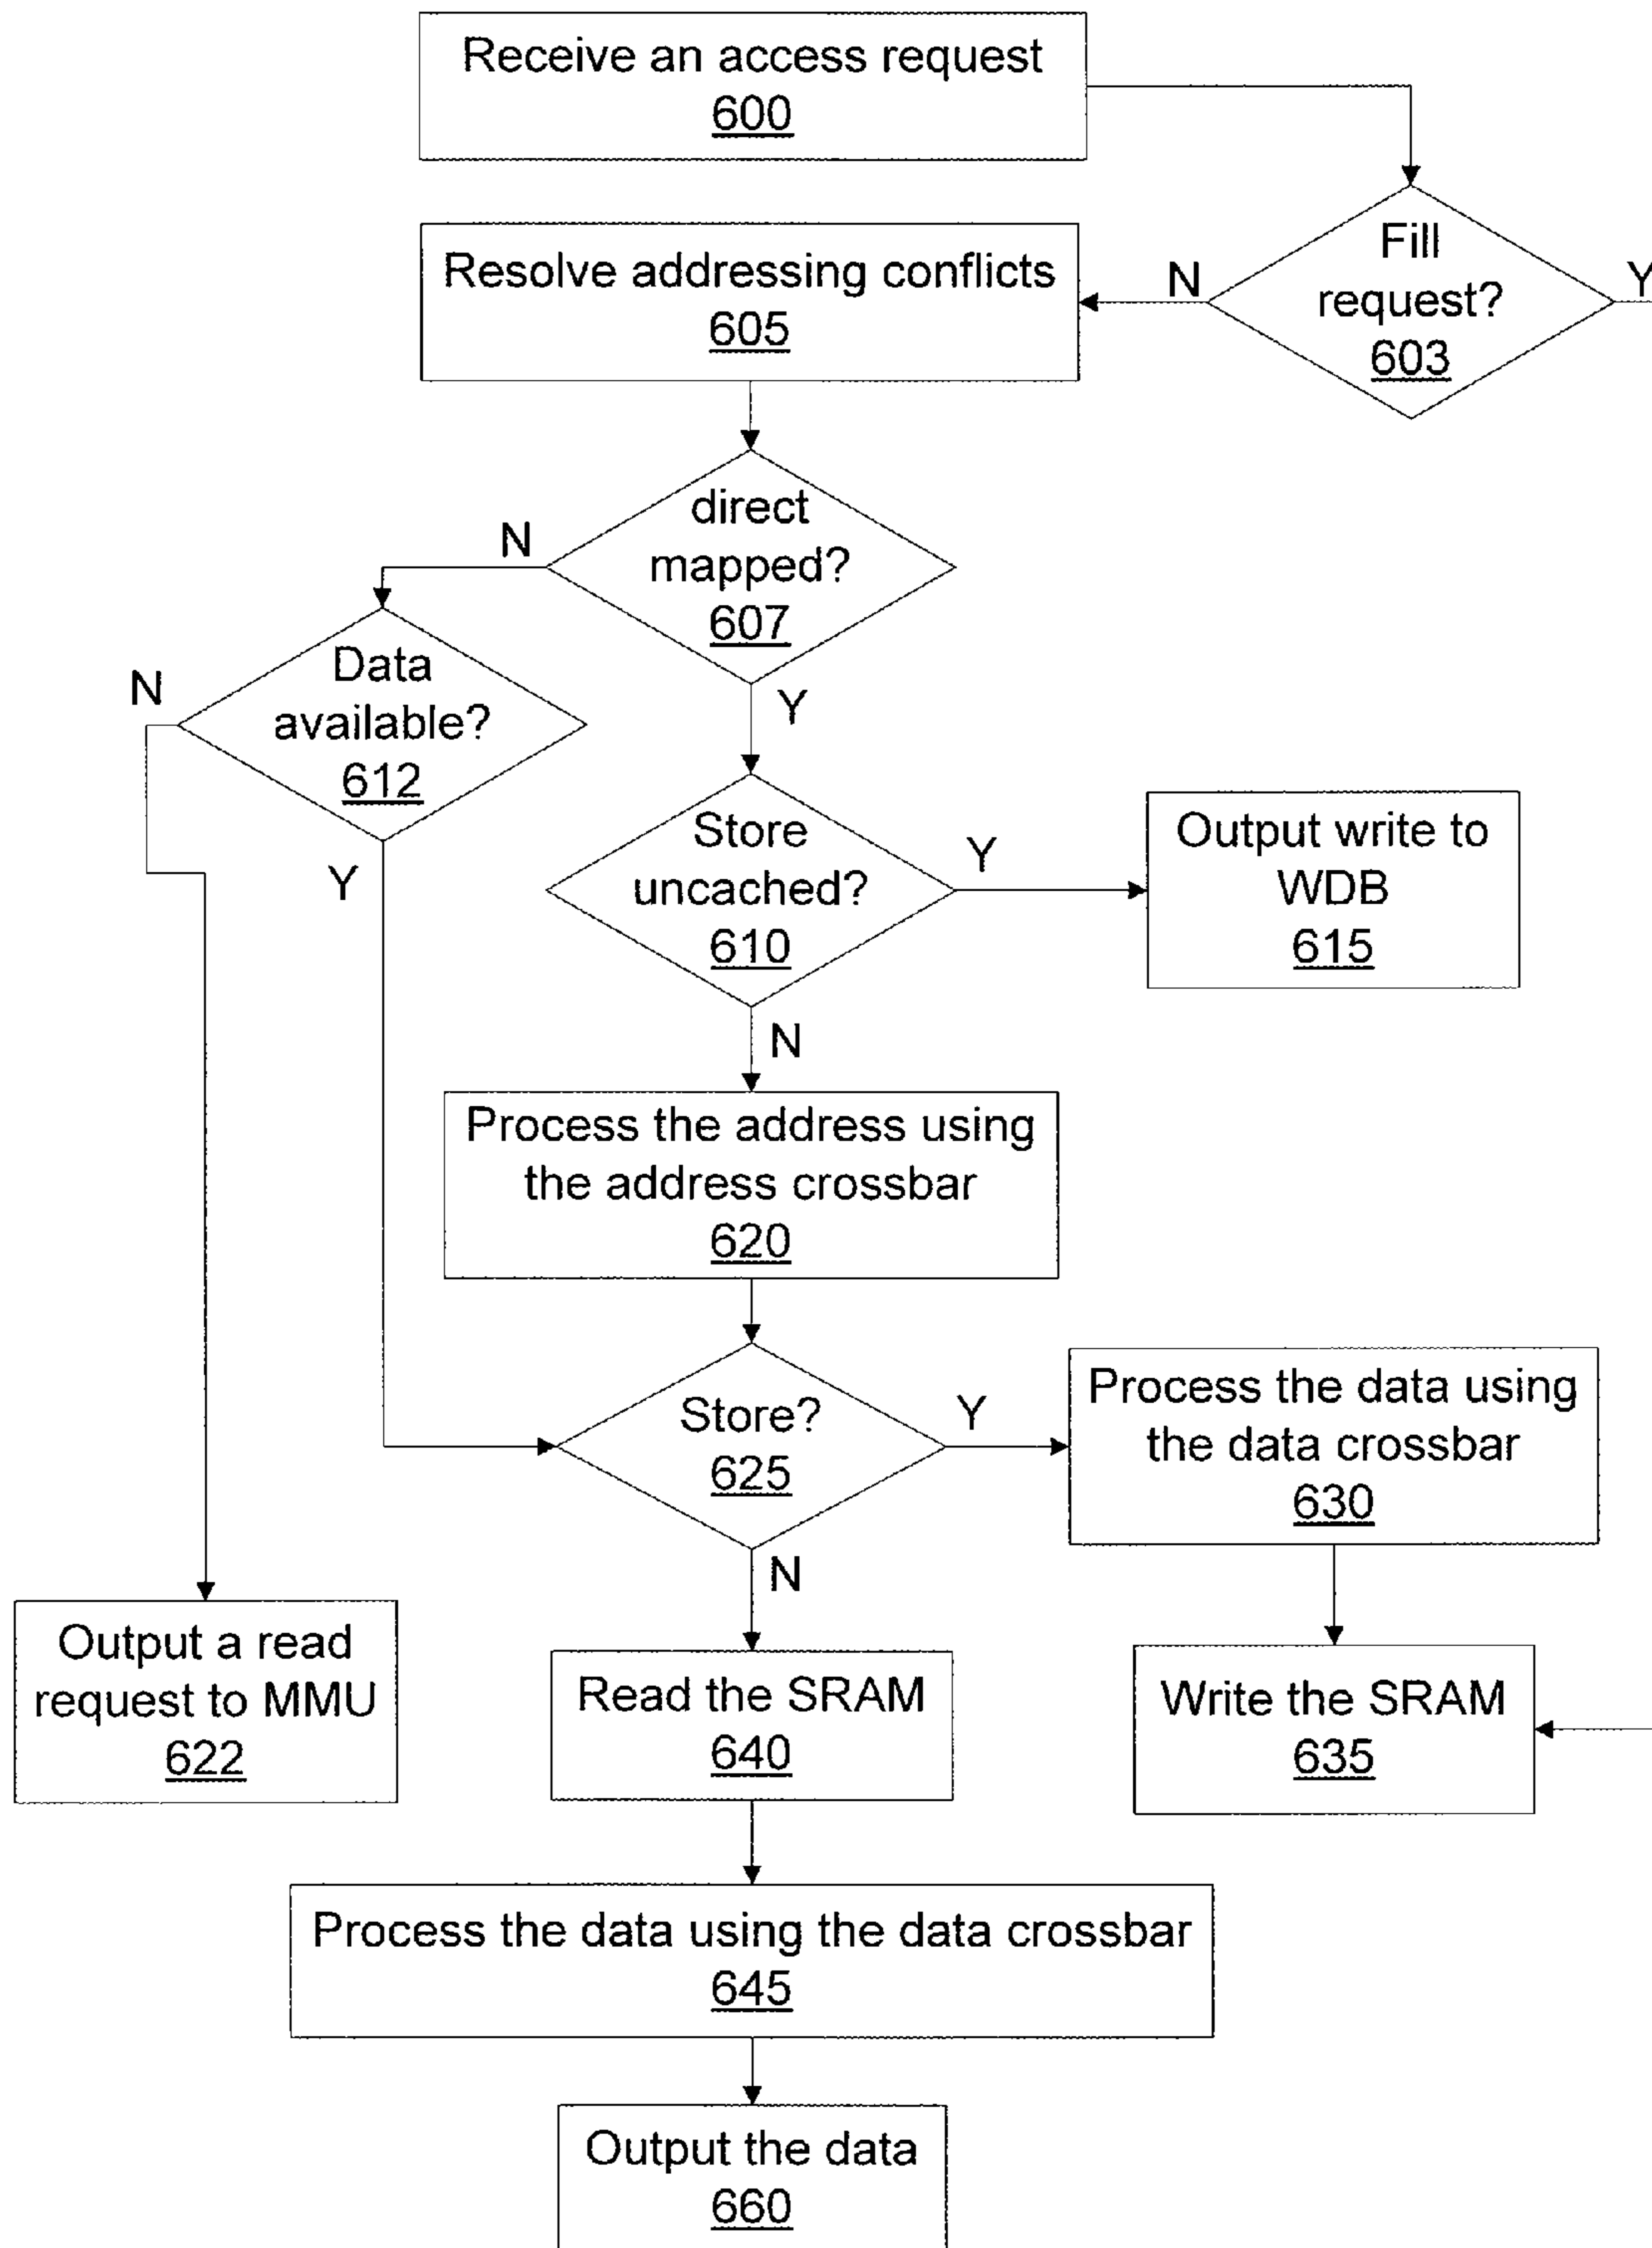 Receive an access request
600
Fill
request?
603
N
Y
Resolve addressing conflicts
605
direct
mapped?
607
N
Y
Data
available?
612
N
Y
Store
uncached?
610
Y
N
Output write to
WDB
615
Process the address using
the address crossbar
620
Store?
625
Y
N
Process the data using
the data crossbar
630
Output a read
request to MMU
622
Read the SRAM
640
Write the SRAM
635
Process the data using the data crossbar
645
Output the data
660